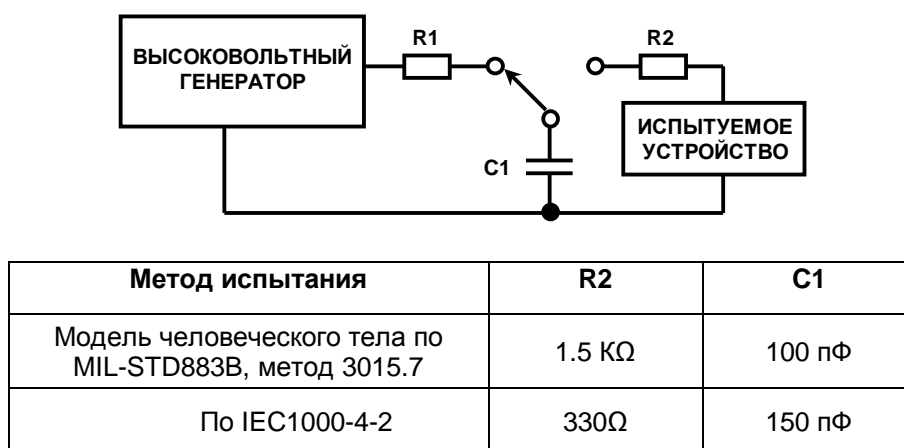 ВЫСОКОВОЛЬТНЫЙ
ГЕНЕРАТОР
R1
R2
C1
ИСПЫТУЕМОЕ
УСТРОЙСТВО
Метод испытания R2 C1
Модель человеческого тела по
MIL-STD883B, метод 3015.7
1.5 KΩ 100 пФ
По IEC1000-4-2 330Ω 150 пФ